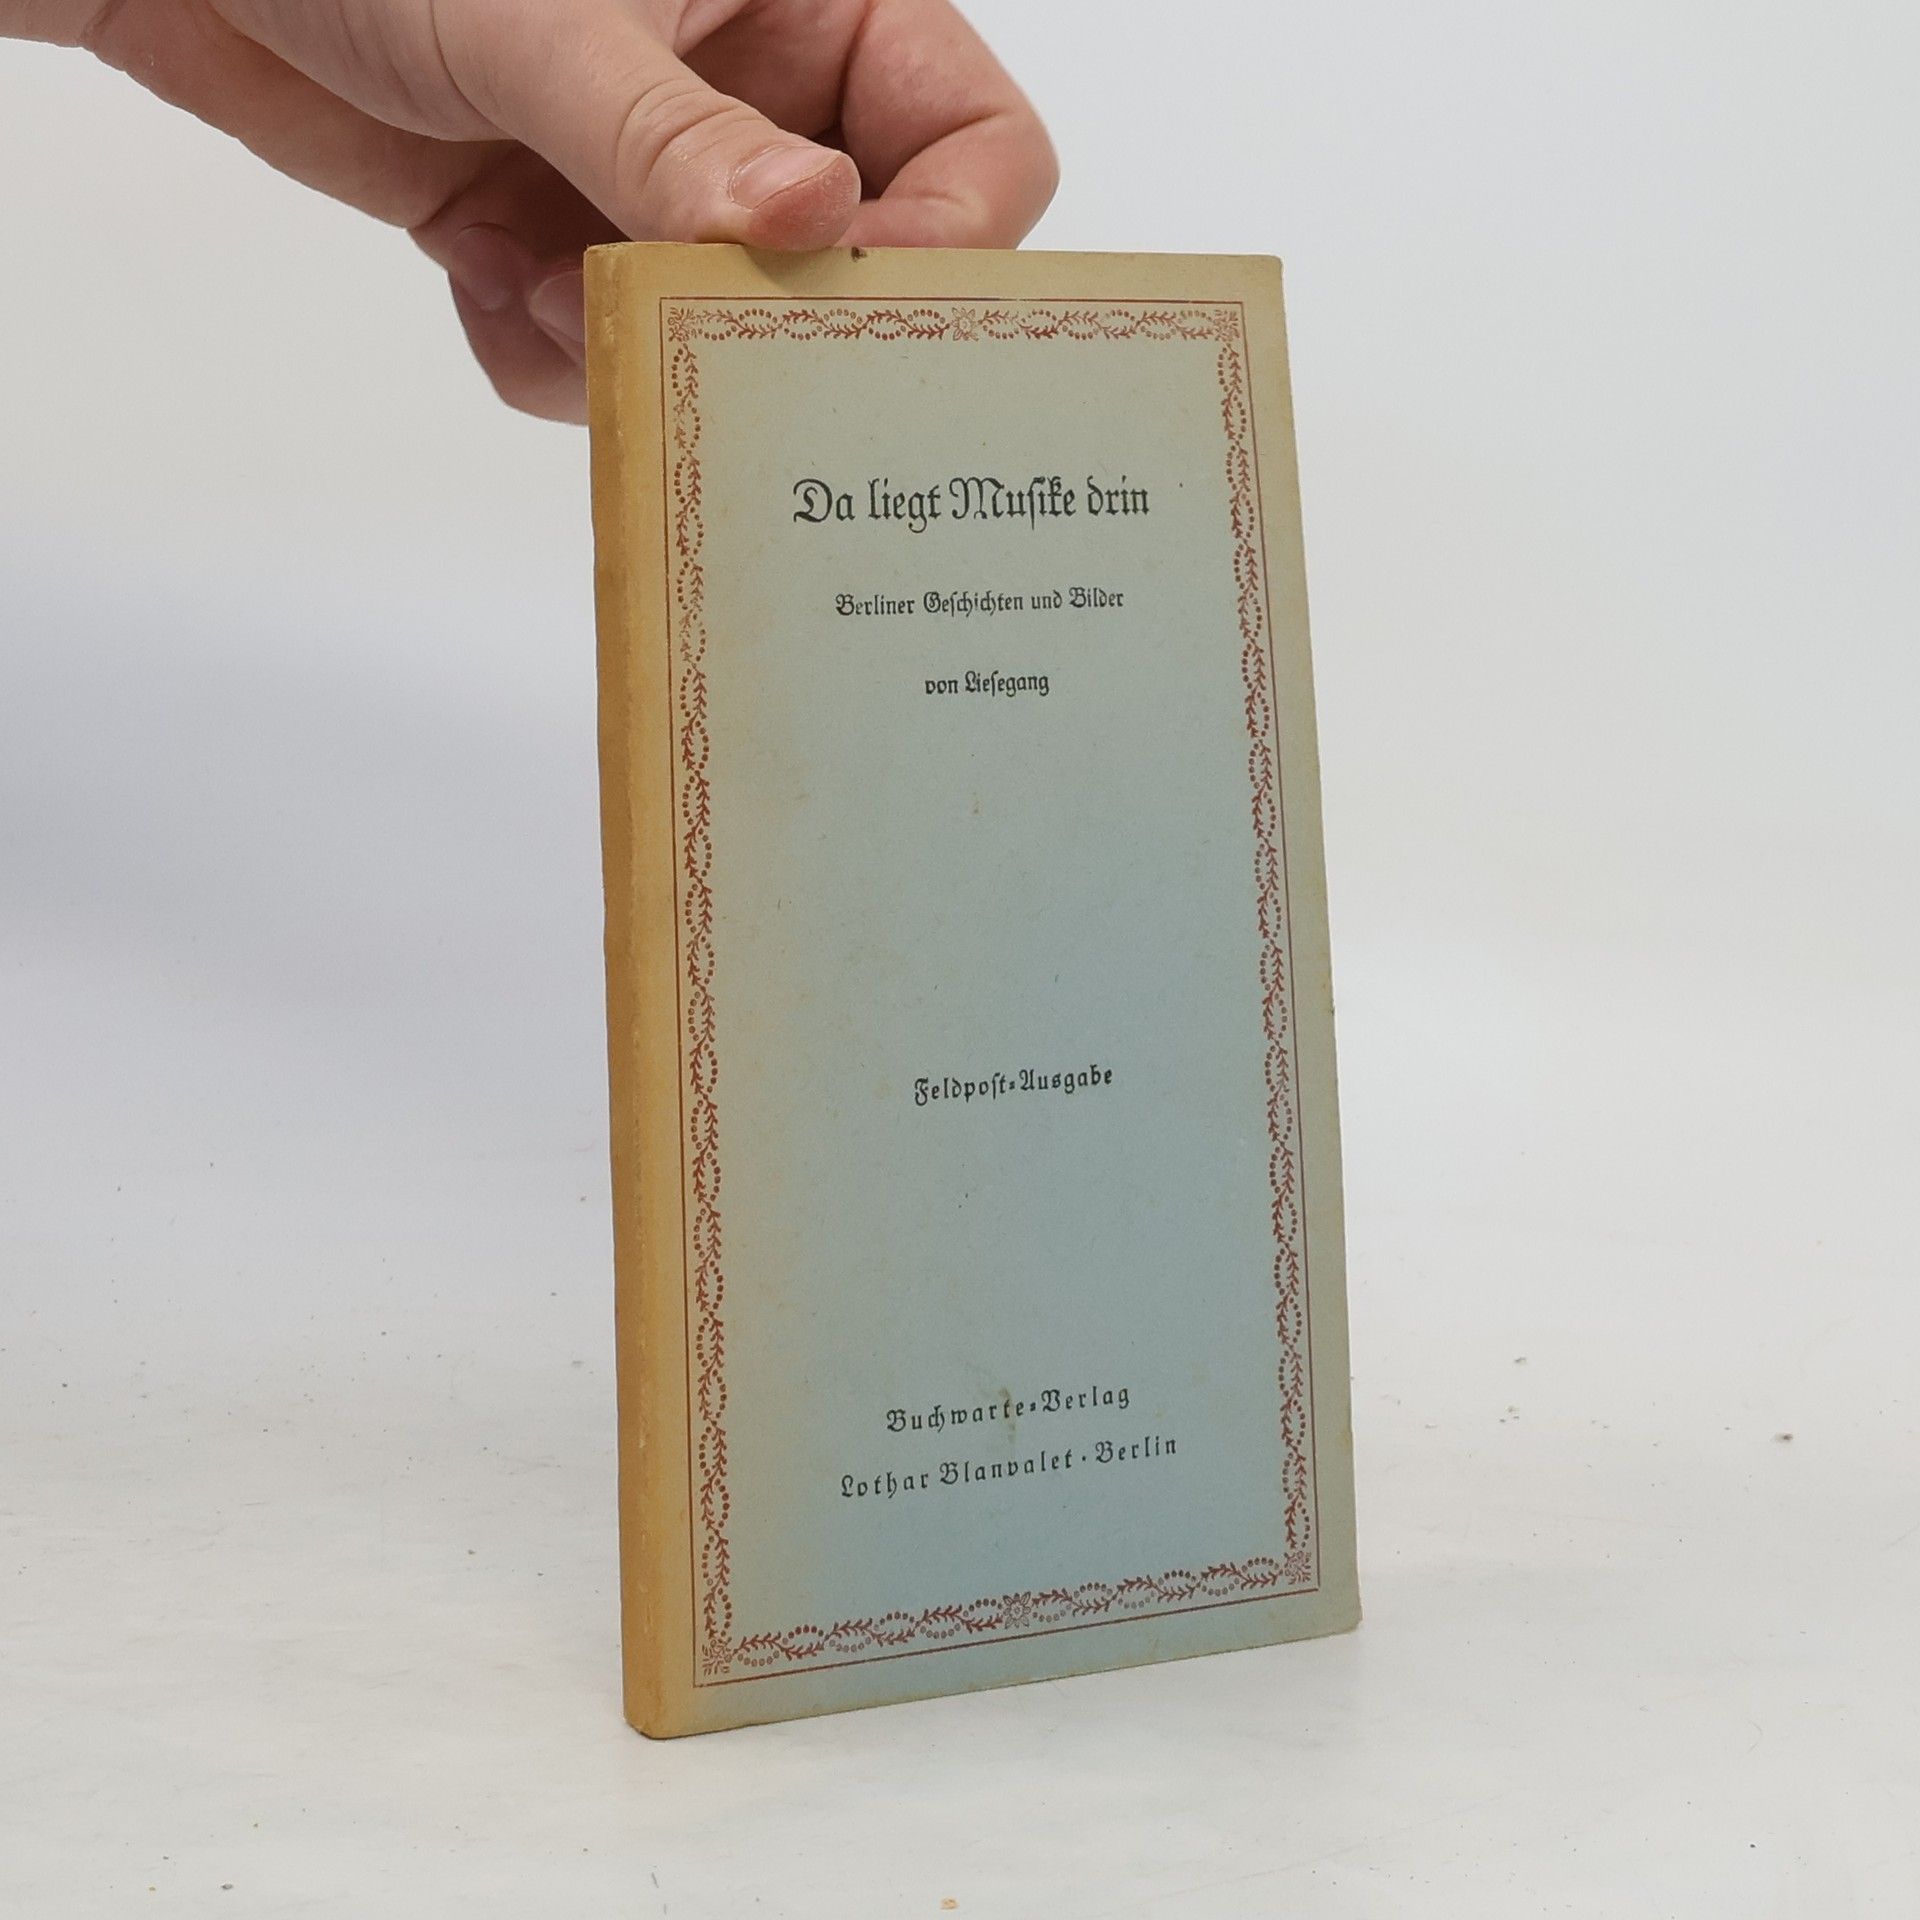 Da liegt Muſike drin
Berliner Geſchichten und Bilder
von Lieſegang
Feldpoſt=Ausgabe
Buchwarte=Verlag
Lothar Blanvalet · Berlin